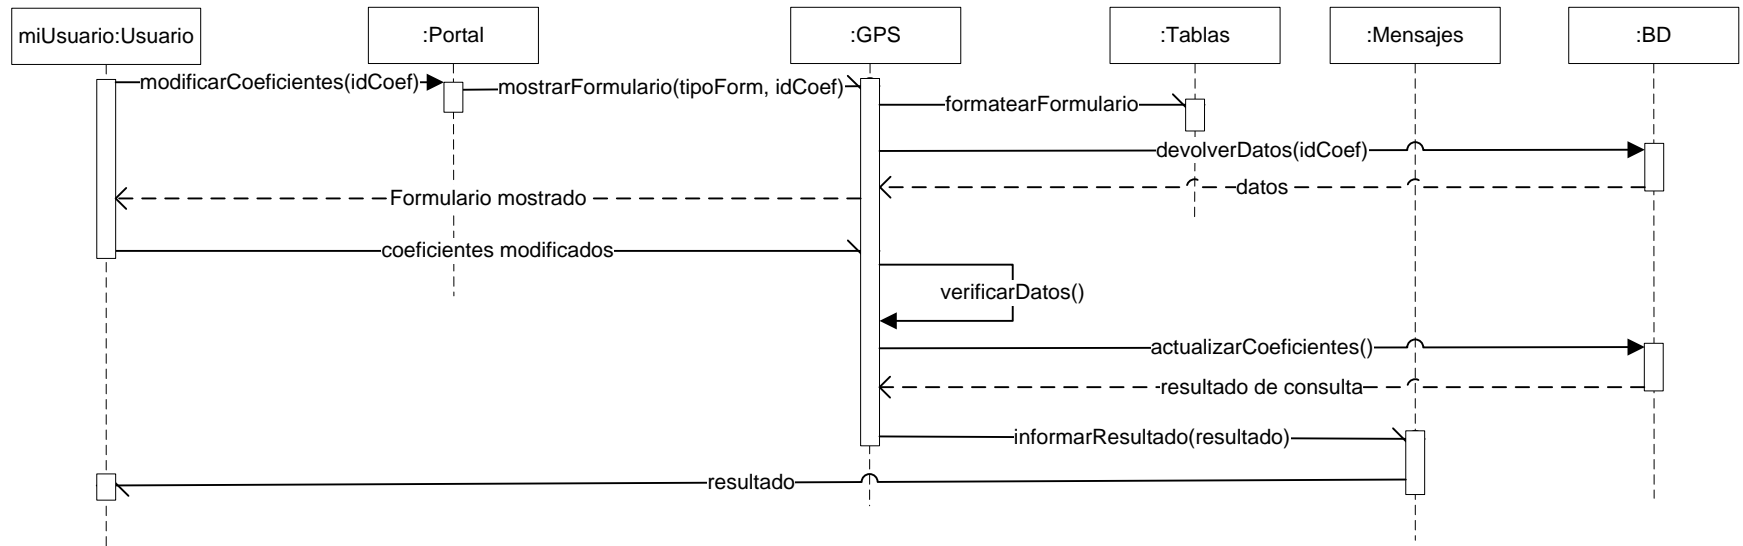 miUsuario:Usuario
:Portal
:GPS
:Tablas
:Mensajes
:BD
modificarCoeficientes(idCoef)
mostrarFormulario(tipoForm, idCoef)
formatearFormulario
devolverDatos(idCoef)
datos
Formulario mostrado
coeficientes modificados
verificarDatos()
actualizarCoeficientes()
resultado de consulta
informarResultado(resultado)
resultado